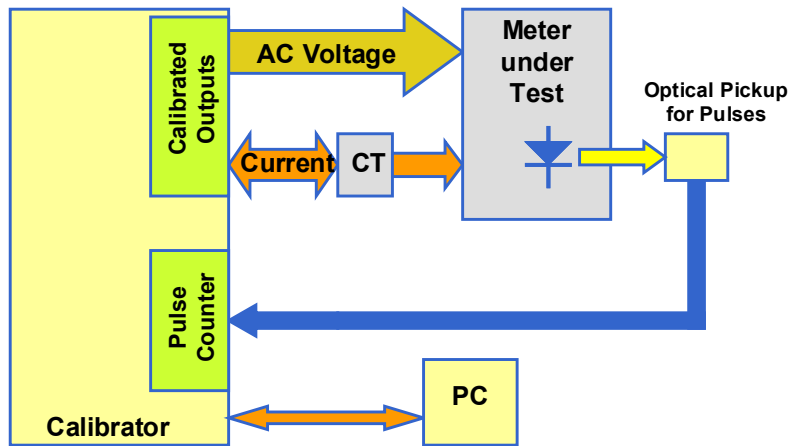 Calibrated
Outputs
AC Voltage
Meter
under
Test
Optical Pickup
for Pulses
Current
CT
Pulse
Counter
PC
Calibrator